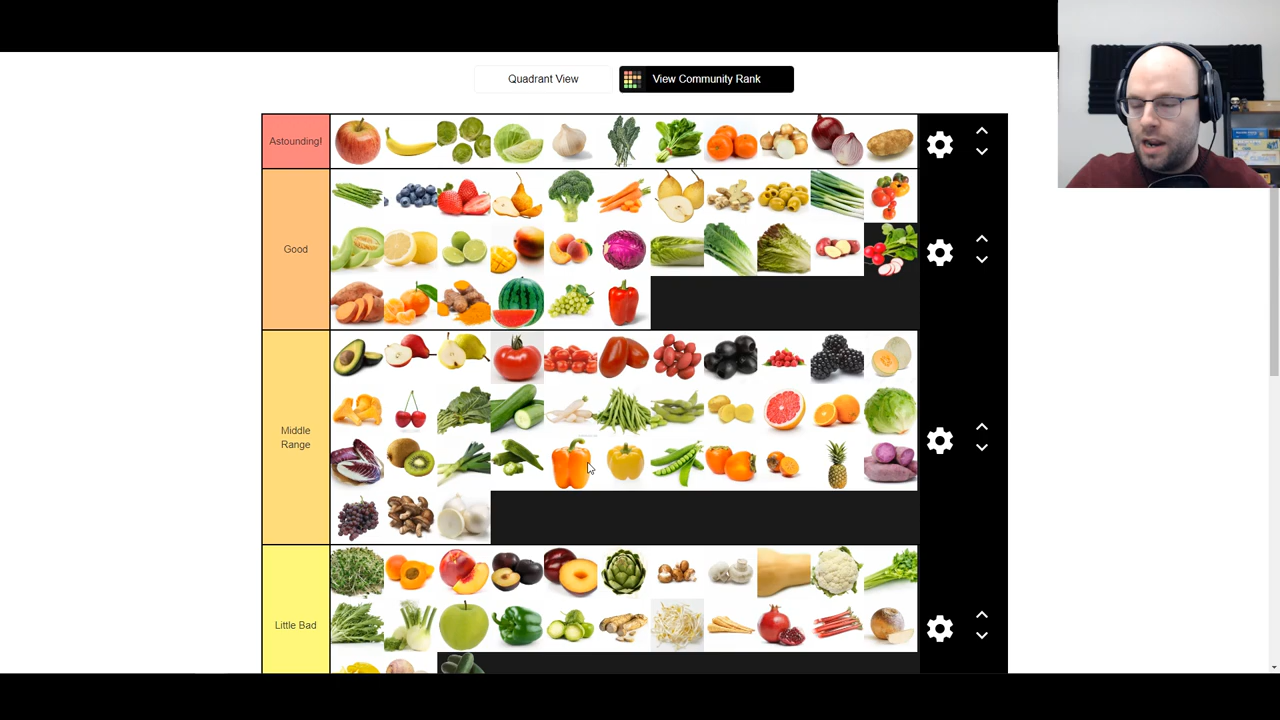 Quadrant View
View Community Rank
Astounding!
Good
Middle
Range
Little Bad